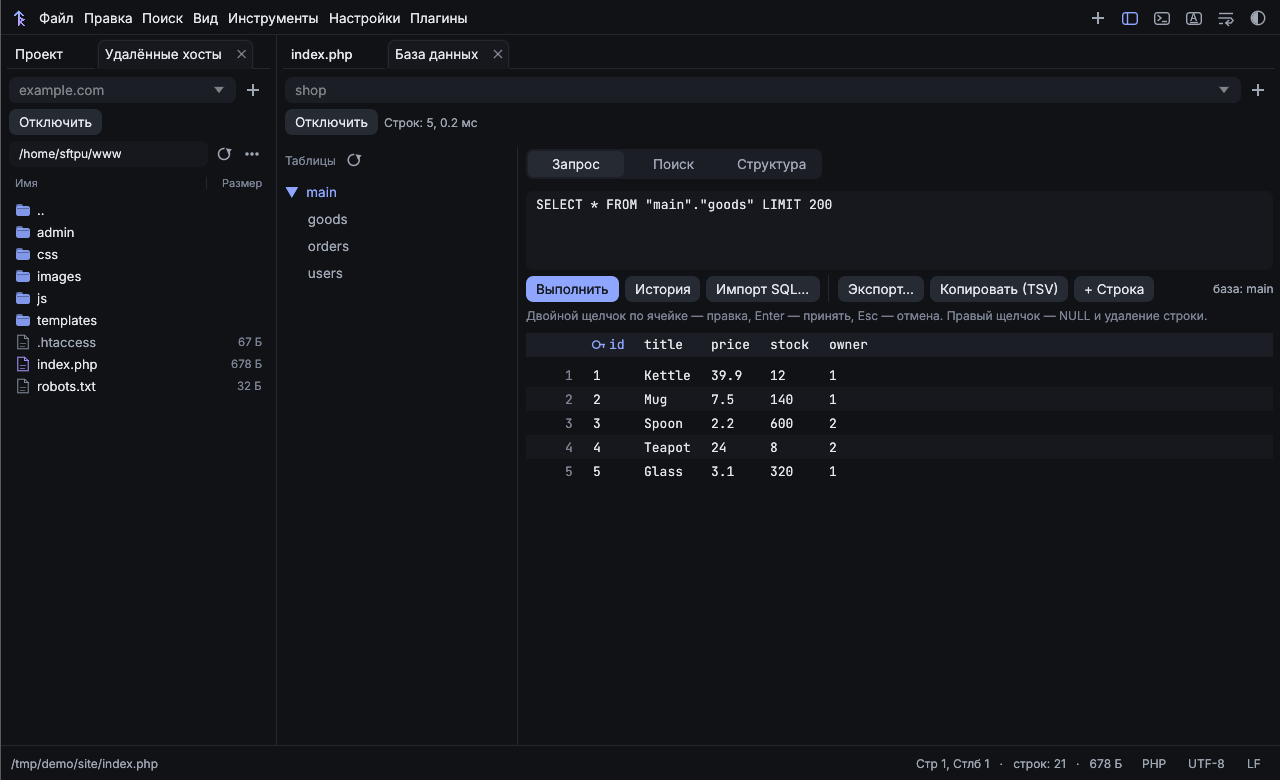 Файл Правка Поиск Вид Инструменты Настройки Плагины
Проект Удалённые хосты
index.php База данных
example.com
shop
Отключить
Отключить Строк: 5, 0.2 мс
/home/sftpu/www
Имя Размер
..
admin
css
images
js
templates
.htaccess 67 Б
index.php 678 Б
robots.txt 32 Б
Таблицы
main
goods
orders
users
Запрос Поиск Структура
SELECT * FROM "main"."goods" LIMIT 200
Выполнить История Импорт SQL... Экспорт... Копировать (TSV) + Строка база: main
Двойной щелчок по ячейке — правка, Enter — принять, Esc — отмена. Правый щелчок — NULL и удаление строки.
id title price stock owner
1 1 Kettle 39.9 12 1
2 2 Mug 7.5 140 1
3 3 Spoon 2.2 600 2
4 4 Teapot 24 8 2
5 5 Glass 3.1 320 1
/tmp/demo/site/index.php Стр 1, Стлб 1 · строк: 21 · 678 Б PHP UTF-8 LF